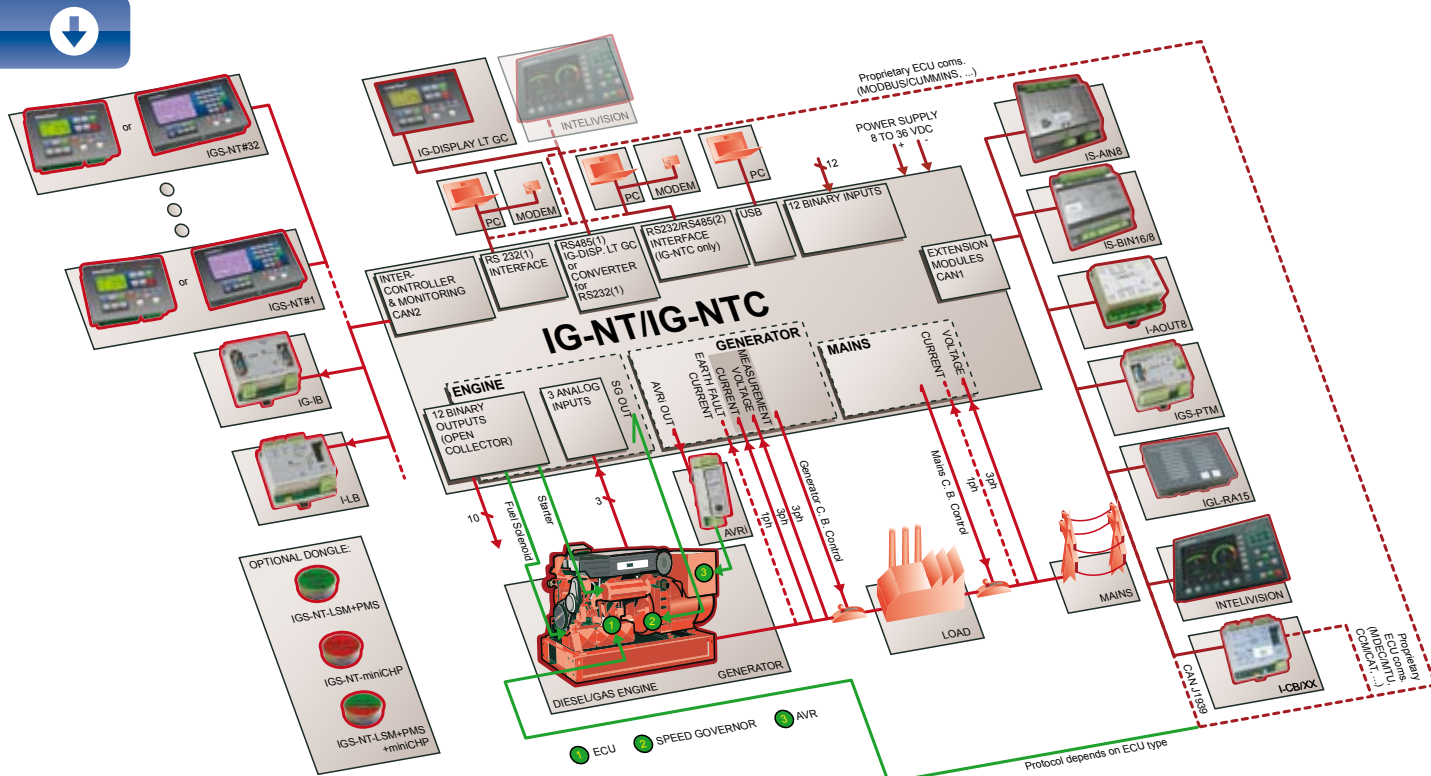 or
IGS-NT#32
or
IGS-NT#1
IG-IB
I-LB
OPTIONAL DONGLE:
IGS-NT-LSM+PMS
IGS-NT-miniCHP
IGS-NT-LSM+PMS
+miniCHP
IG-DISPLAY LT GC
INTELIVISION
PC
MODEM
PC
MODEM
PC
Proprietary ECU coms.
(MODBUS/CUMMINS, ...)
POWER SUPPLY
8 TO 36 VDC
+ -
12
INTER-
CONTROLLER
& MONITORING
CAN2
RS 232(1)
INTERFACE
RS485(1)
IG-DISP. LT GC
or
CONVERTER
for
RS232(1)
RS232/RS485(2)
INTERFACE
(IG-NTC only)
USB
12 BINARY INPUTS
EXTENSION
MODULES
CAN1
IG-NT/IG-NTC
ENGINE
12 BINARY
OUTPUTS
(OPEN
COLLECTOR)
3 ANALOG
INPUTS
SG OUT
GENERATOR
AVRi OUT
EARTH FAULT
CURRENT
CURRENT
VOLTAGE
MEASUREMENT
MAINS
CURRENT
VOLTAGE
10
Fuel Solenoid
Starter
3
AVRi
1ph
3ph
3ph
Generator C. B. Control
Mains C. B. Control
1ph
3ph
1
2
3
DIESEL/GAS ENGINE
GENERATOR
LOAD
MAINS
1 ECU
2 SPEED GOVERNOR
3 AVR
IS-AIN8
IS-BIN16/8
I-AOUT8
IGS-PTM
IGL-RA15
INTELIVISION
I-CB/XX
CAN J1939
Proprietary
ECU coms.
(MDEC/MTU,
CCM/CAT, ...)
Protocol depends on ECU type